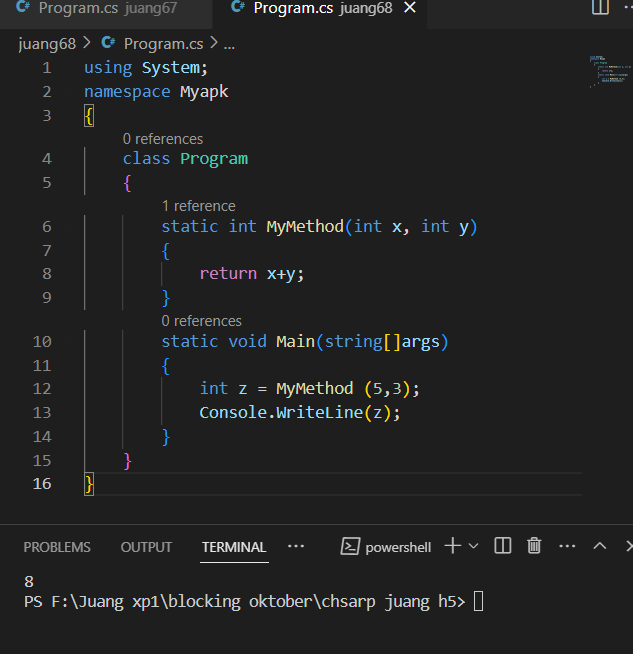 Program.cs juang67
Program.cs juang68
juang68 > Program.cs > ...
1 using System;
2 namespace Myapk
3 {
0 references
4 class Program
5 {
1 reference
6 static int MyMethod(int x, int y)
7 {
8 return x+y;
9 }
0 references
10 static void Main(string[]args)
11 {
12 int z = MyMethod (5,3);
13 Console.WriteLine(z);
14 }
15 }
16 }
PROBLEMS OUTPUT TERMINAL ... powershell
8
PS F:\Juang xp1\blocking oktober\chsarp juang h5>